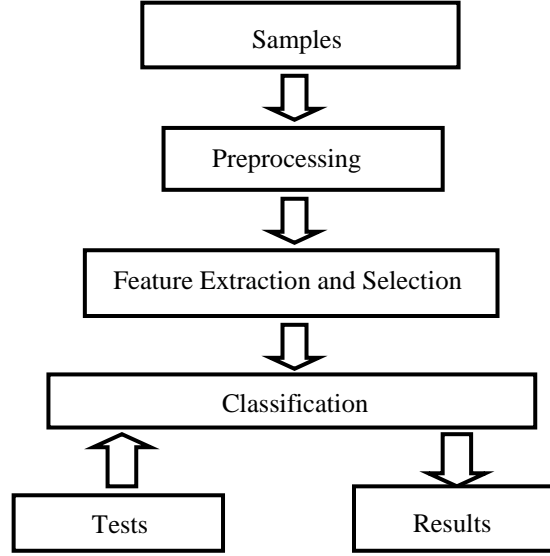 Samples
Preprocessing
Feature Extraction and Selection
Classification
Tests
Results